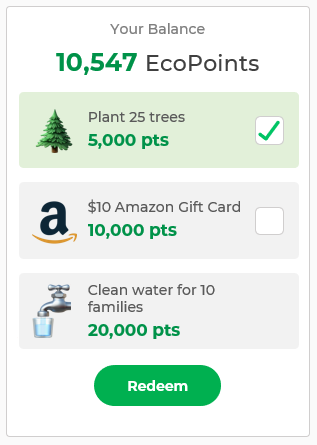 Your Balance
10,547 EcoPoints
Plant 25 trees
5,000 pts
a
$10 Amazon Gift Card
10,000 pts
Clean water for 10
families
20,000 pts
Redeem